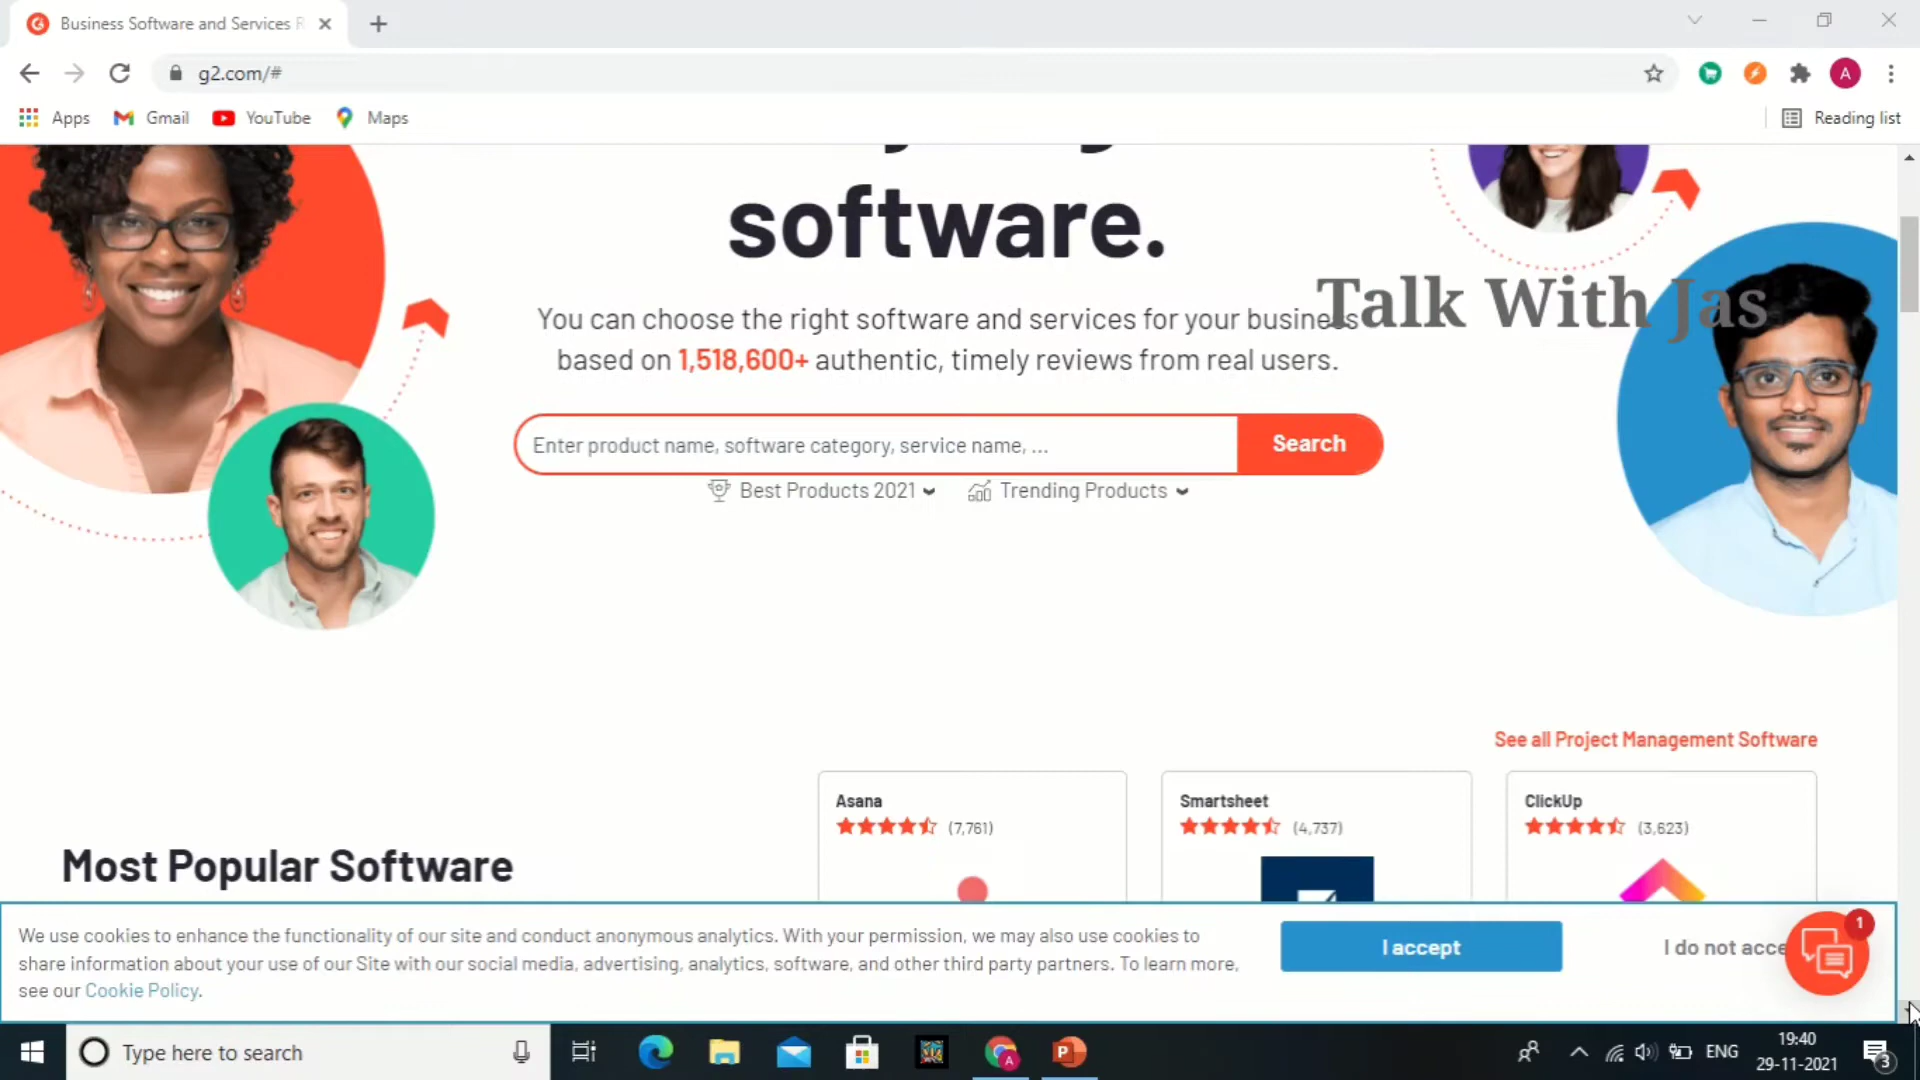 Business Software and Services R
g2.com/#
A
Apps
Gmail
YouTube
Maps
Reading list
software.
Talk With Jas
You can choose the right software and services for your business
based on 1,518,600+ authentic, timely reviews from real users.
Enter product name, software category, service name, ...
Search
Best Products 2021
Trending Products
See all Project Management Software
Asana
(7,761)
Smartsheet
(4,737)
ClickUp
(3,623)
Most Popular Software
We use cookies to enhance the functionality of our site and conduct anonymous analytics. With your permission, we may also use cookies to
share information about your use of our Site with our social media, advertising, analytics, software, and other third party partners. To learn more,
see our Cookie Policy.
I accept
I do not acce
1
Type here to search
A
P
ENG
19:40
29-11-2021
3